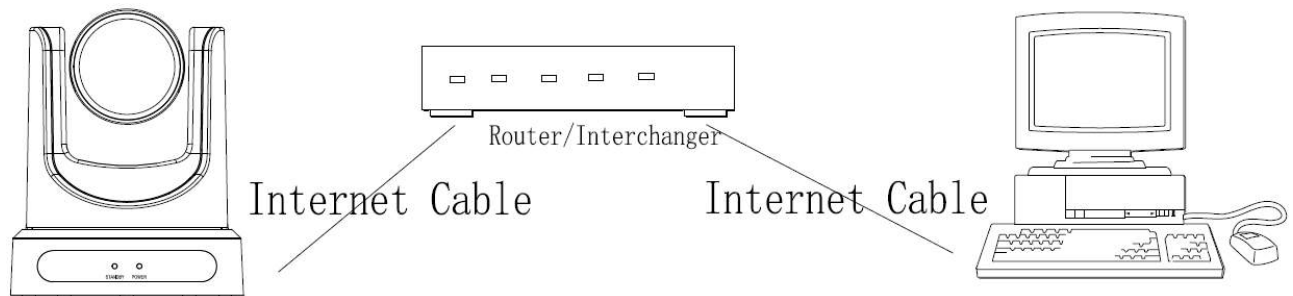 Router/Interchanger
Internet Cable
Internet Cable
STANDBY POWER